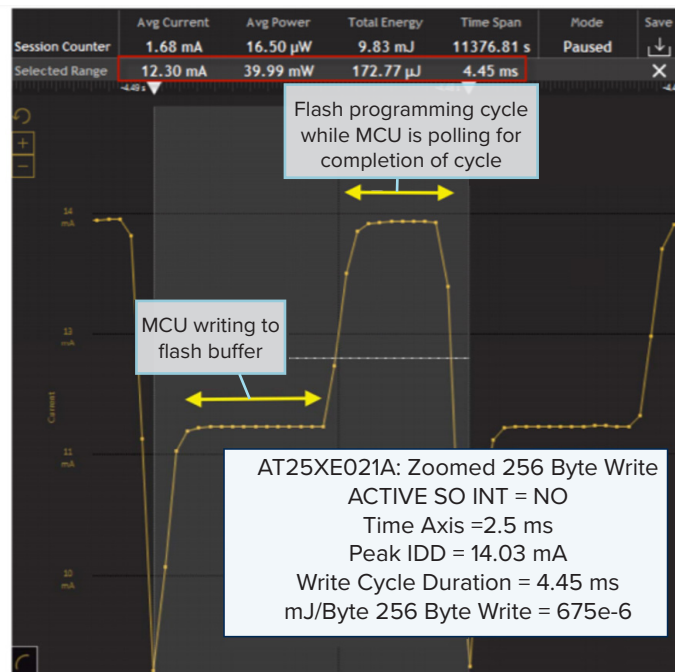 Avg Current Avg Power Total Energy Time Span Mode Save
Session Counter 1.68 mA 16.50 µW 9.83 mJ 11376.81 s Paused
Selected Range 12.30 mA 39.99 mW 172.77 µJ 4.45 ms
-4.49 s
Flash programming cycle
while MCU is polling for
completion of cycle
14
mA
13
mA
MCU writing to
flash buffer
Current
11
mA
10
mA
AT25XE021A: Zoomed 256 Byte Write
ACTIVE SO INT = NO
Time Axis =2.5 ms
Peak IDD = 14.03 mA
Write Cycle Duration = 4.45 ms
mJ/Byte 256 Byte Write = 675e-6